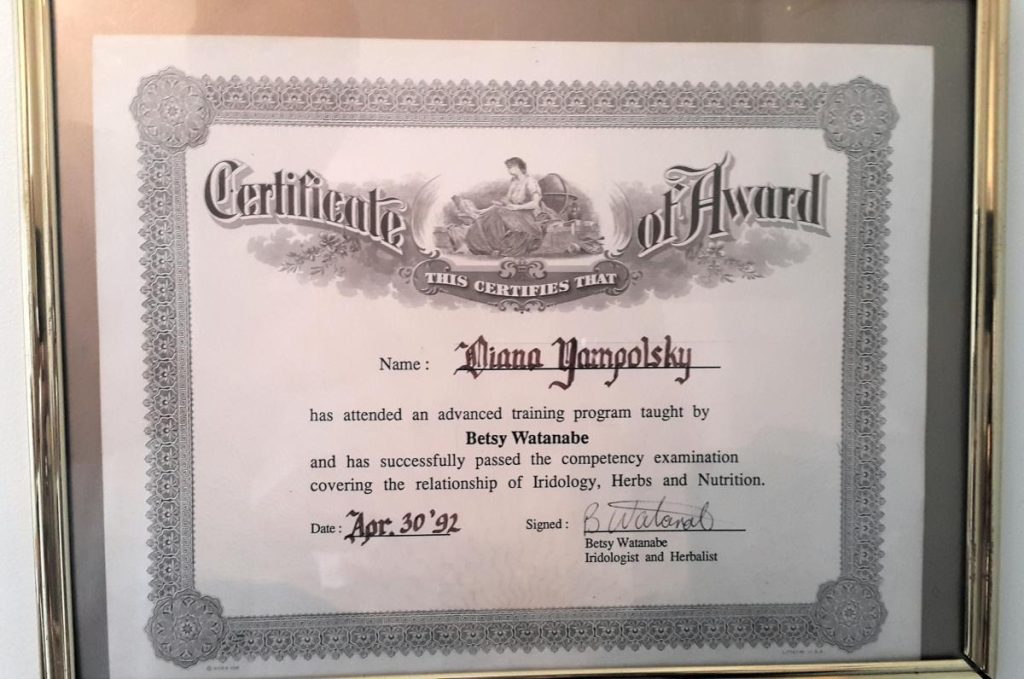 Certificate of Award
THIS CERTIFIES THAT
Name : Diana Yampolsky
has attended an advanced training program taught by
Betsy Watanabe
and has successfully passed the competency examination
covering the relationship of Iridology, Herbs and Nutrition.
Date : Apr. 30 '92 Signed : B Watanabe
Betsy Watanabe
Iridologist and Herbalist